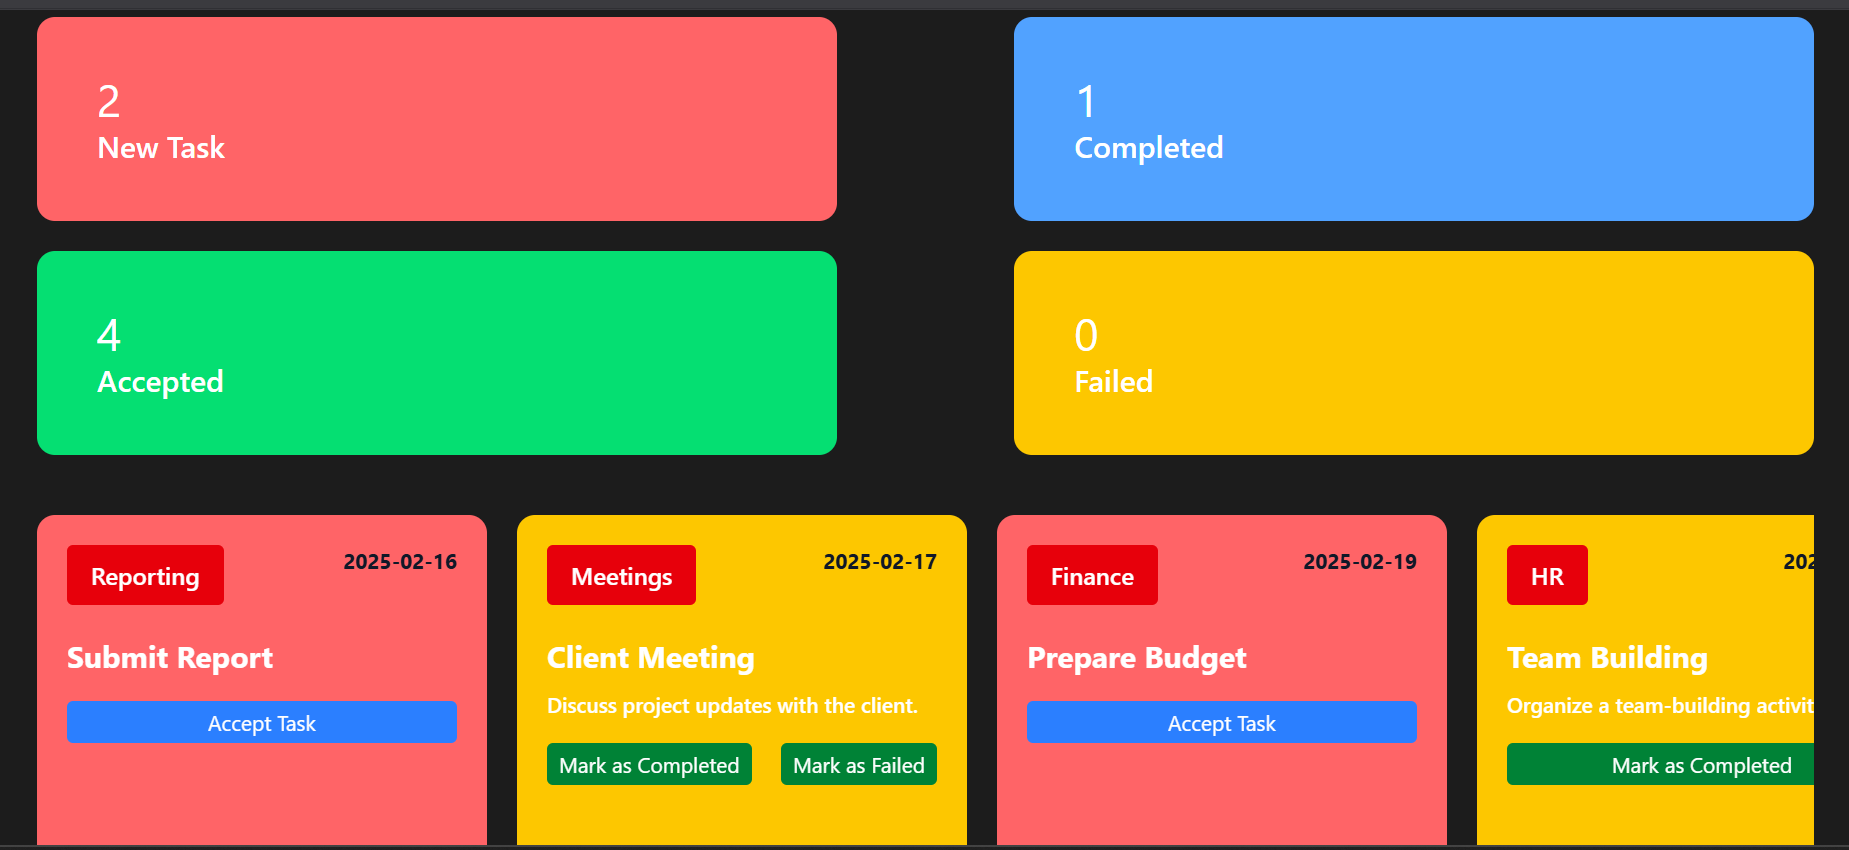 2
New Task
1
Completed
4
Accepted
0
Failed
Reporting
2025-02-16
Submit Report
Accept Task
Meetings
2025-02-17
Client Meeting
Discuss project updates with the client.
Mark as Completed
Mark as Failed
Finance
2025-02-19
Prepare Budget
Accept Task
HR
202
Team Building
Organize a team-building activit
Mark as Completed